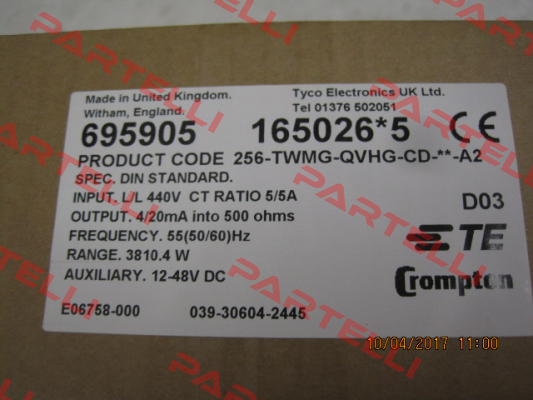 Made in United Kingdom.
Witham, England.
Tyco Electronics UK Ltd.
Tel 01376 502051
695905 165026*5 CE
PRODUCT CODE 256-TWMG-QVHG-CD-**-A2
SPEC. DIN STANDARD.
INPUT. L/L 440V CT RATIO 5/5A
OUTPUT. 4/20mA into 500 ohms
FREQUENCY. 55(50/60)Hz
RANGE. 3810.4 W
AUXILIARY. 12-48V DC
D03
TE
Crompton
E06758-000 039-30604-2445
10/04/2017 11:00
PARTELLI
PARTELLI
PARTELLI
PARTELLI
PARTELLI
PARTELLI